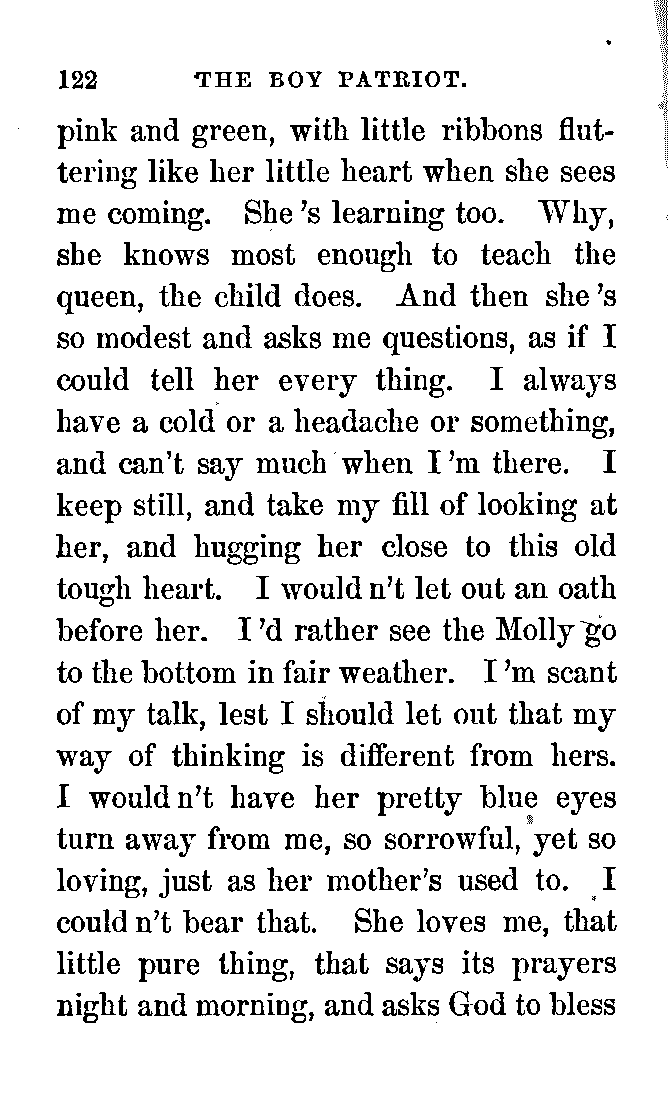 122 THE BOY PATRIOT.
pink and green, with little ribbons flut-
tering like her little heart when she sees
me coming. She 's learning too. Why,
she knows most enough to teach the
queen, the child does. And then she 's
so modest and asks me questions, as if I
could tell her every thing. I always
have a cold or a headache or something,
and can't say much when I 'm there. I
keep still, and take my fill of looking at
her, and hugging her close to this old
tough heart. I would n't let out an oath
before her. I 'd rather see the Molly go
to the bottom in fair weather. I 'm scant
of my talk, lest I should let out that my
way of thinking is different from hers.
I would n't have her pretty blue eyes
turn away from me, so sorrowful, yet so
loving, just as her mother's used to. I
could n't bear that. She loves me, that
little pure thing, that says its prayers
night and morning, and asks God to bless